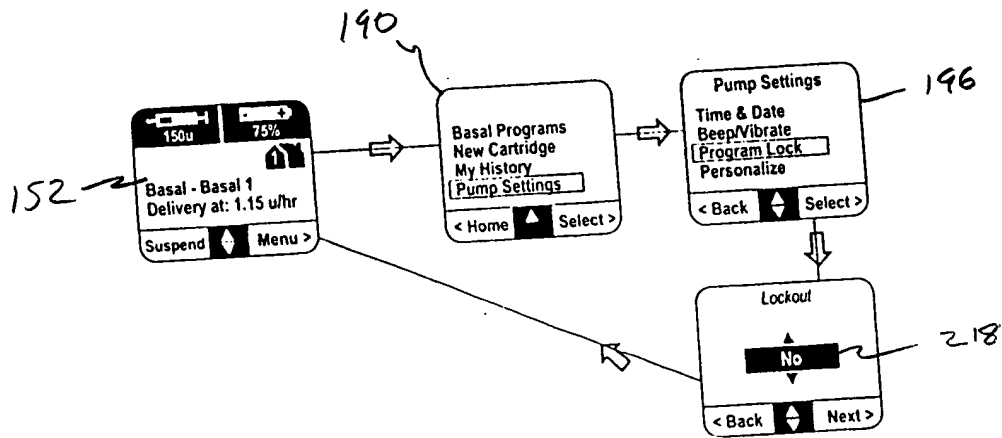 190
196
152
150u 75%
1
Basal - Basal 1
Delivery at: 1.15 u/hr
Suspend Menu >
Basal Programs
New Cartridge
My History
Pump Settings
< Home Select >
Pump Settings
Time & Date
Beep/Vibrate
Program Lock
Personalize
< Back Select >
Lockout
No
218
< Back Next >